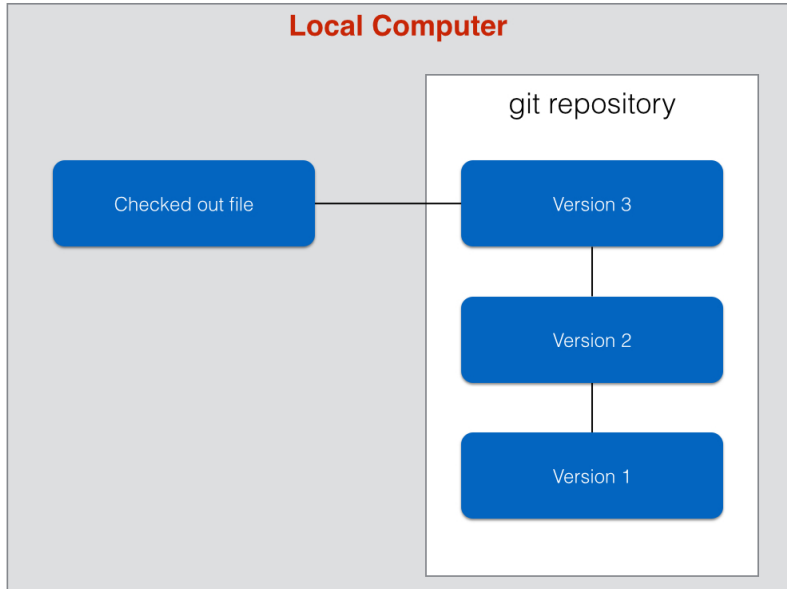 Local Computer
git repository
Checked out file
Version 3
Version 2
Version 1